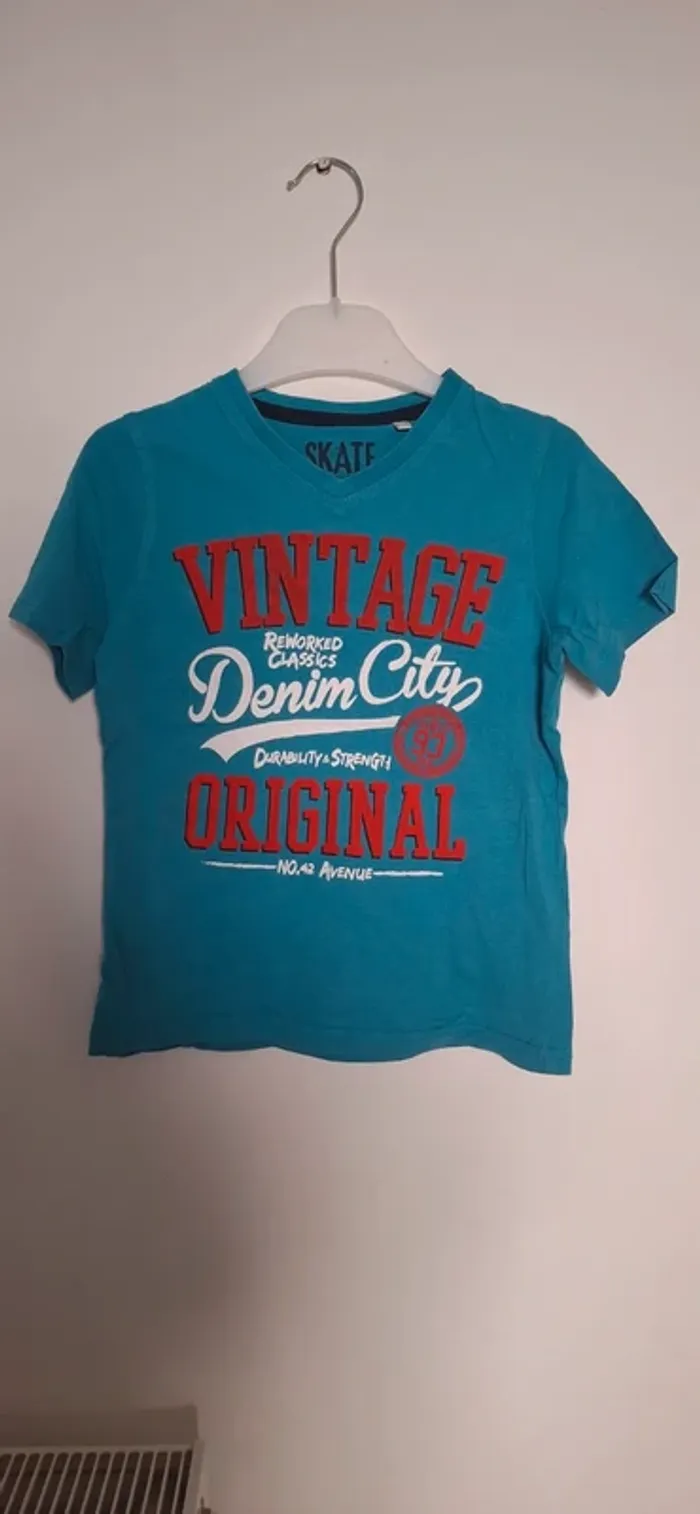 SKATE
VINTAGE
REWORKED
CLASSICS
Denim City
DURABILITY & STRENGTH
ORIGINAL
NO.42 AVENUE